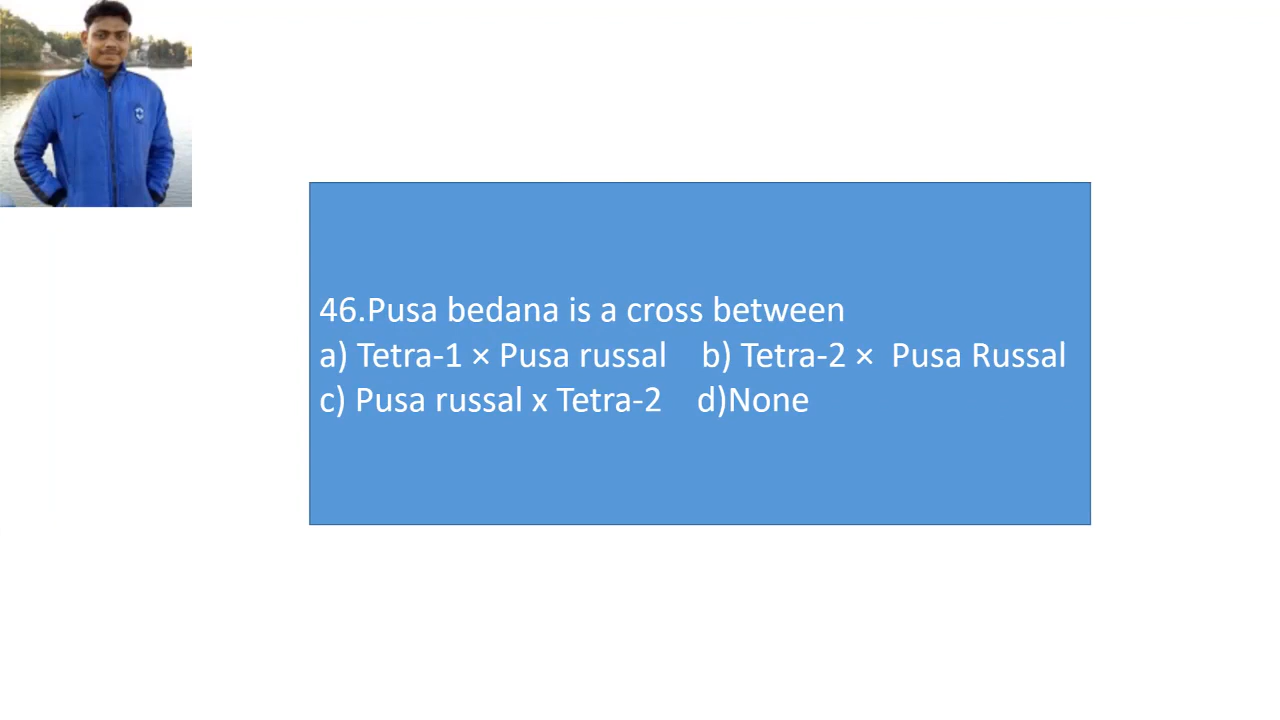 46.Pusa bedana is a cross between
a) Tetra-1 × Pusa russal b) Tetra-2 × Pusa Russal
c) Pusa russal x Tetra-2 d)None